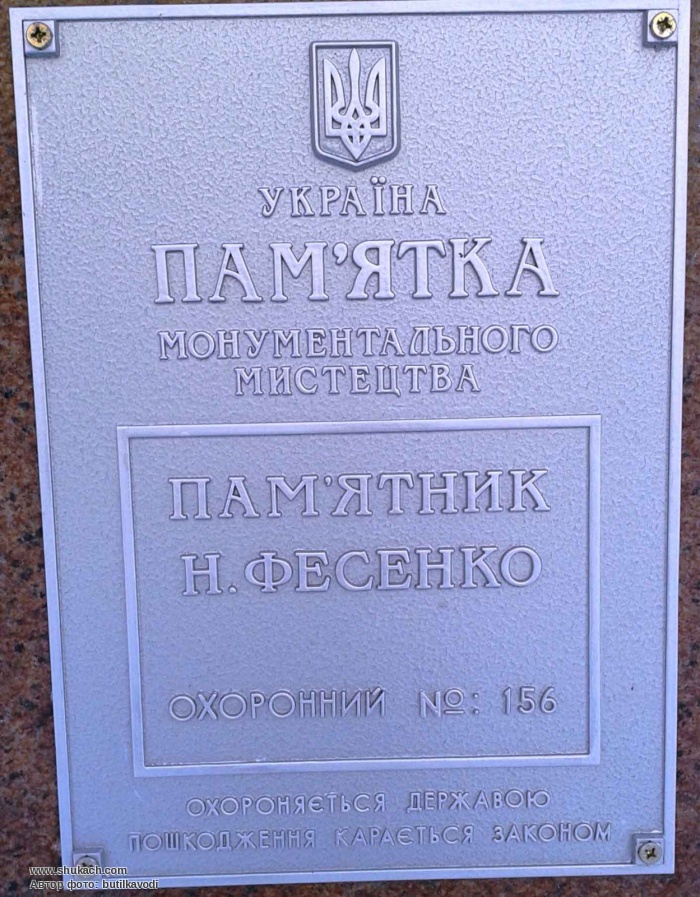 УКРАЇНА
ПАМ'ЯТКА
МОНУМЕНТАЛЬНОГО
МИСТЕЦТВА
ПАМ'ЯТНИК
Н. ФЕСЕНКО
ОХОРОННИЙ №: 156
ОХОРОНЯЄТЬСЯ ДЕРЖАВОЮ
ПОШКОДЖЕННЯ КАРАЄТЬСЯ ЗАКОНОМ
www.shukach.com
Автор фото: butilkavodi